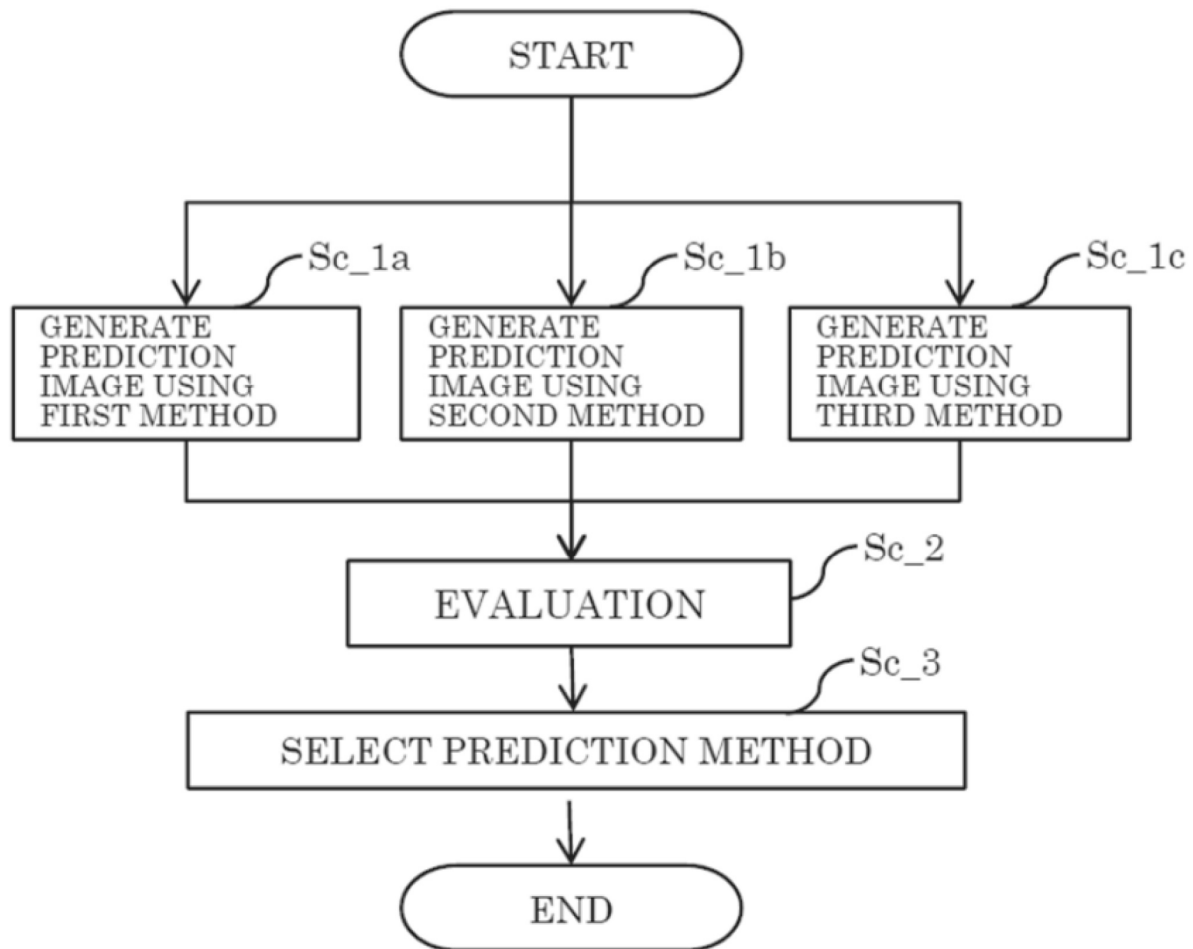 START
Sc_1a
Sc_1b
Sc_1c
GENERATE
PREDICTION
IMAGE USING
FIRST METHOD
GENERATE
PREDICTION
IMAGE USING
SECOND METHOD
GENERATE
PREDICTION
IMAGE USING
THIRD METHOD
Sc_2
EVALUATION
Sc_3
SELECT PREDICTION METHOD
END